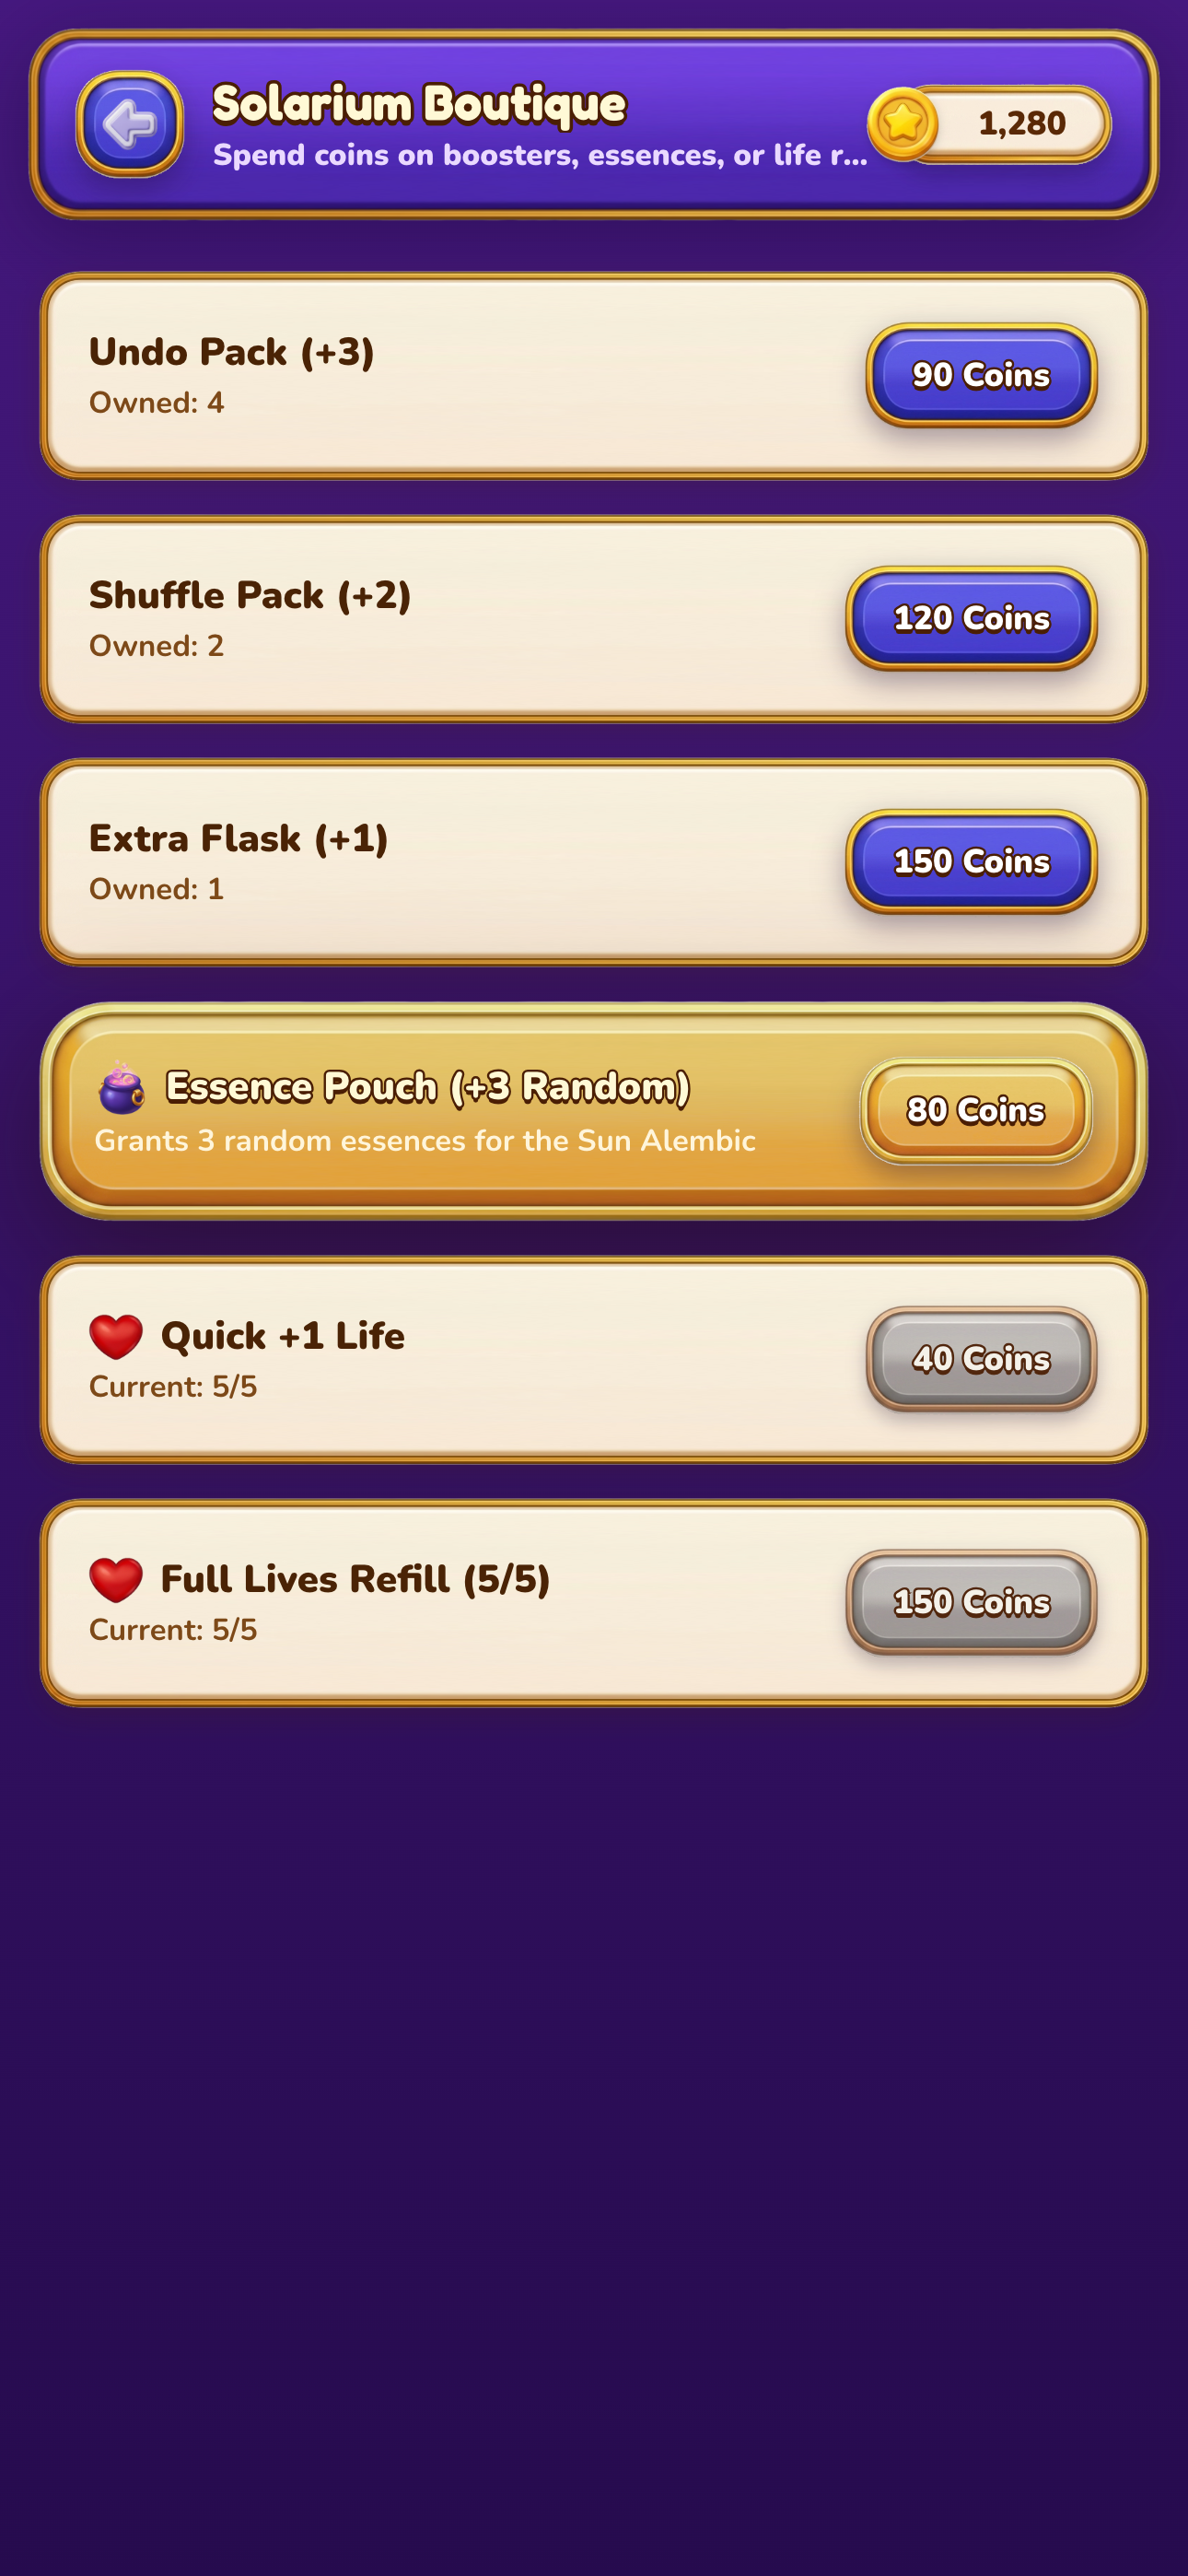 Solarium Boutique
Spend coins on boosters, essences, or life r...
1,280
Undo Pack (+3)
Owned: 4
90 Coins
Shuffle Pack (+2)
Owned: 2
120 Coins
Extra Flask (+1)
Owned: 1
150 Coins
Essence Pouch (+3 Random)
Grants 3 random essences for the Sun Alembic
80 Coins
Quick +1 Life
Current: 5/5
40 Coins
Full Lives Refill (5/5)
Current: 5/5
150 Coins